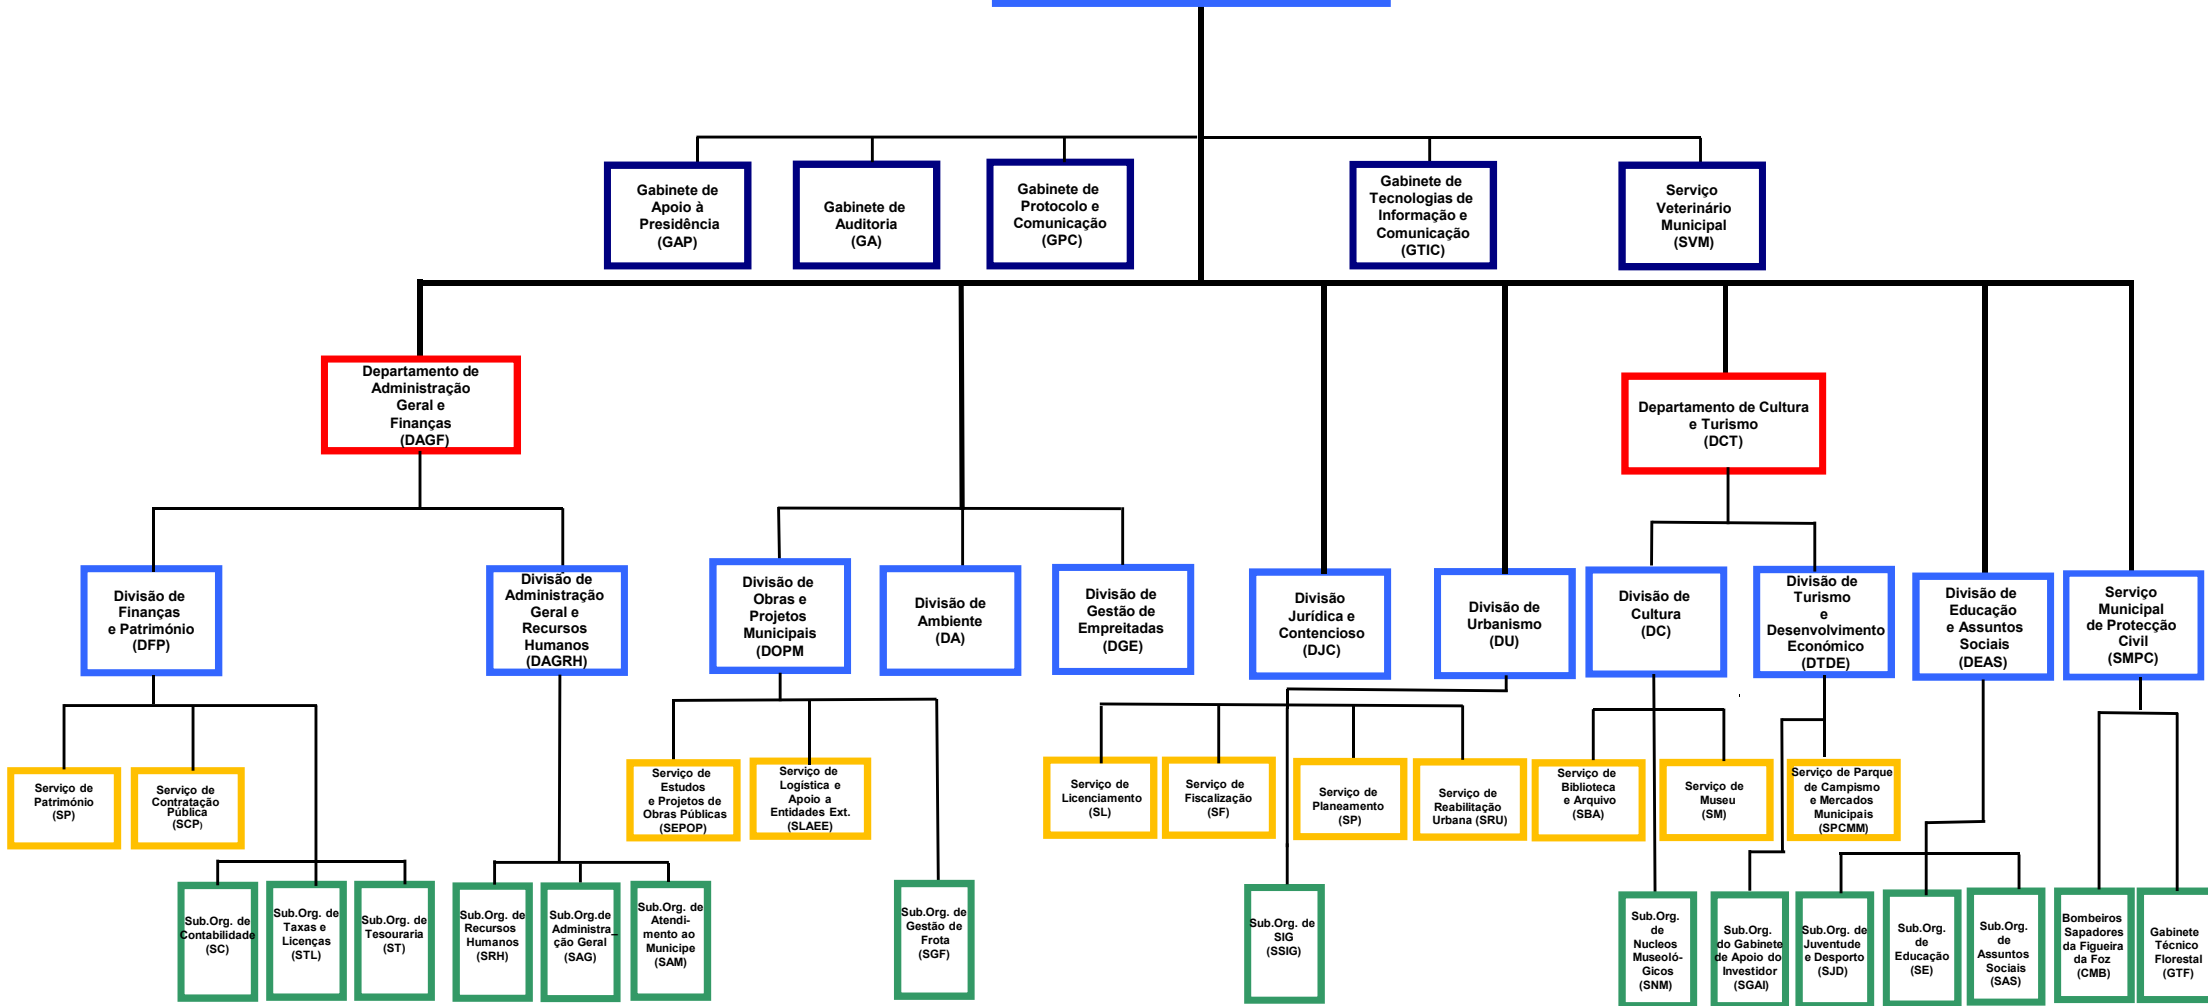 Gabinete de
Apoio à
Presidência
(GAP)
Gabinete de
Auditoria
(GA)
Gabinete de
Protocolo e
Comunicação
(GPC)
Gabinete de
Tecnologias de
Informação e
Comunicação
(GTIC)
Serviço
Veterinário
Municipal
(SVM)
Departamento de
Administração
Geral e
Finanças
(DAGF)
Departamento de Cultura
e Turismo
(DCT)
Divisão de
Finanças
e Património
(DFP)
Divisão de
Administração
Geral e
Recursos
Humanos
(DAGRH)
Divisão de
Obras e
Projetos
Municipais
(DOPM
Divisão de
Ambiente
(DA)
Divisão de
Gestão de
Empreitadas
(DGE)
Divisão
Jurídica e
Contencioso
(DJC)
Divisão de
Urbanismo
(DU)
Divisão de
Cultura
(DC)
Divisão de
Turismo
e
Desenvolvimento
Económico
(DTDE)
Divisão de
Educação
e Assuntos
Sociais
(DEAS)
Serviço
Municipal
de Protecção
Civil
(SMPC)
Serviço de
Património
(SP)
Serviço de
Contratação
Pública
(SCP)
Serviço de
Estudos
e Projetos de
Obras Públicas
(SEPOP)
Serviço de
Logística e
Apoio a
Entidades Ext.
(SLAEE)
Serviço de
Licenciamento
(SL)
Serviço de
Fiscalização
(SF)
Serviço de
Planeamento
(SP)
Serviço de
Reabilitação
Urbana (SRU)
Serviço de
Biblioteca
e Arquivo
(SBA)
Serviço de
Museu
(SM)
Serviço de Parque
de Campismo
e Mercados
Municipais
(SPCMM)
Sub.Org. de
Contabilidade
(SC)
Sub.Org. de
Taxas e
Licenças
(STL)
Sub.Org. de
Tesouraria
(ST)
Sub.Org. de
Recursos
Humanos
(SRH)
Sub.Org.de
Administra_
ção Geral
(SAG)
Sub.Org. de
Atendi-
mento ao
Municipe
(SAM)
Sub.Org. de
Gestão de
Frota
(SGF)
Sub.Org. de
SIG
(SSIG)
Sub.Org.
de
Nucleos
Museoló-
Gicos
(SNM)
Sub.Org.
do Gabinete
de Apoio do
Investidor
(SGAI)
Sub.Org. de
Juventude
e Desporto
(SJD)
Sub.Org.
de
Educação
(SE)
Sub.Org.
de
Assuntos
Sociais
(SAS)
Bombeiros
Sapadores
da Figueira
da Foz
(CMB)
Gabinete
Técnico
Florestal
(GTF)